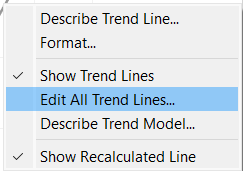 Describe Trend Line...
Format...
Show Trend Lines
Edit All Trend Lines...
Describe Trend Model...
Show Recalculated Line